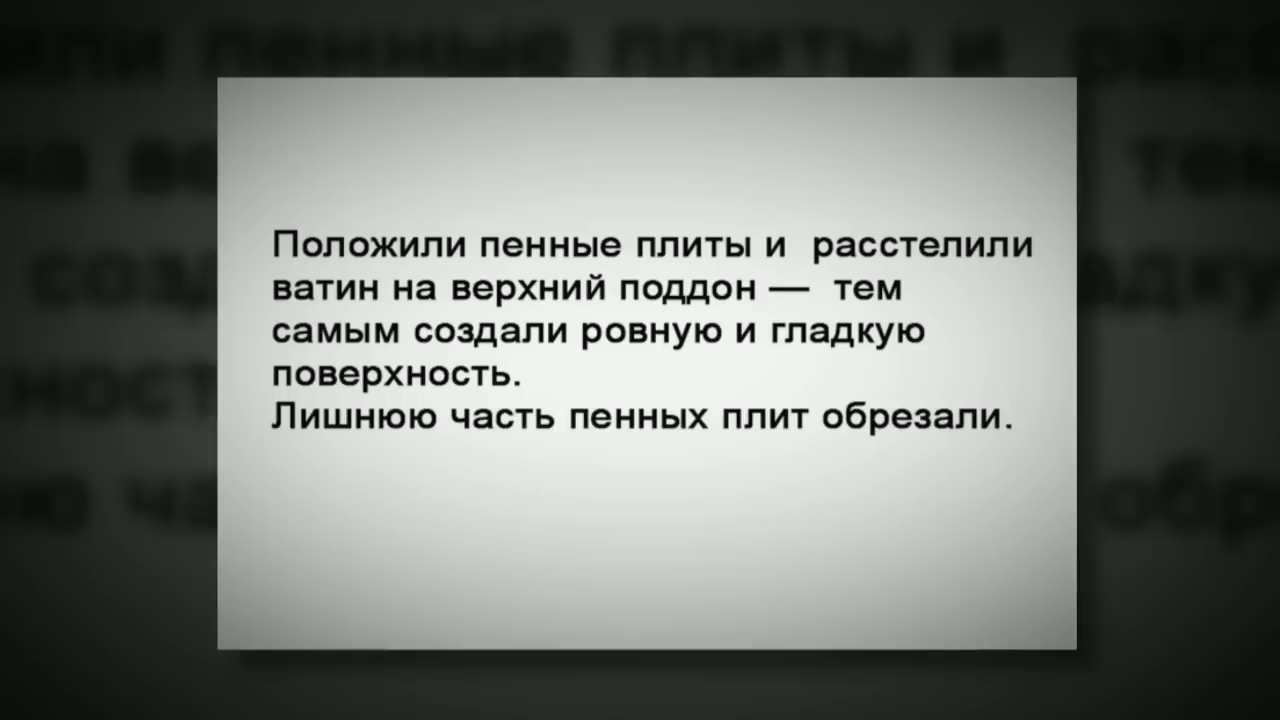 Положили пенные плиты и расстелили
ватин на верхний поддон — тем
самым создали ровную и гладкую
поверхность.
Лишнюю часть пенных плит обрезали.